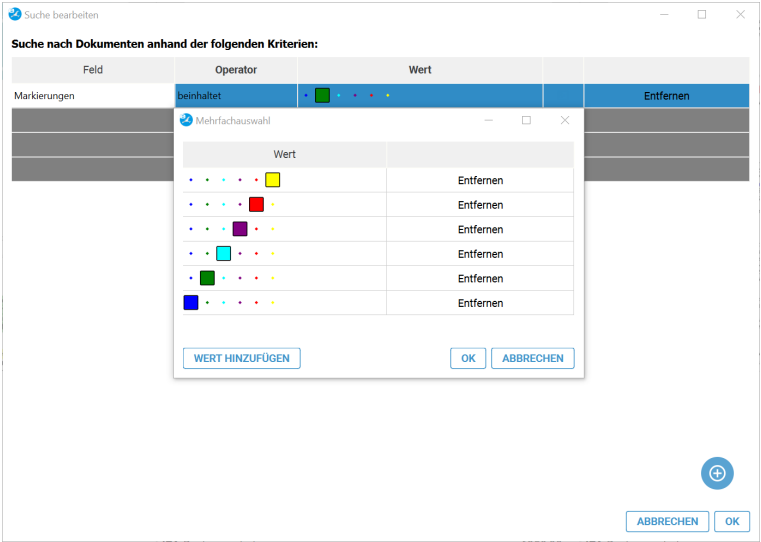 Suche bearbeiten
Suche nach Dokumenten anhand der folgenden Kriterien:
Feld Operator Wert
Markierungen beinhaltet Entfernen
Mehrfachauswahl
Wert
Entfernen
Entfernen
Entfernen
Entfernen
Entfernen
Entfernen
WERT HINZUFÜGEN OK ABBRECHEN
ABBRECHEN OK